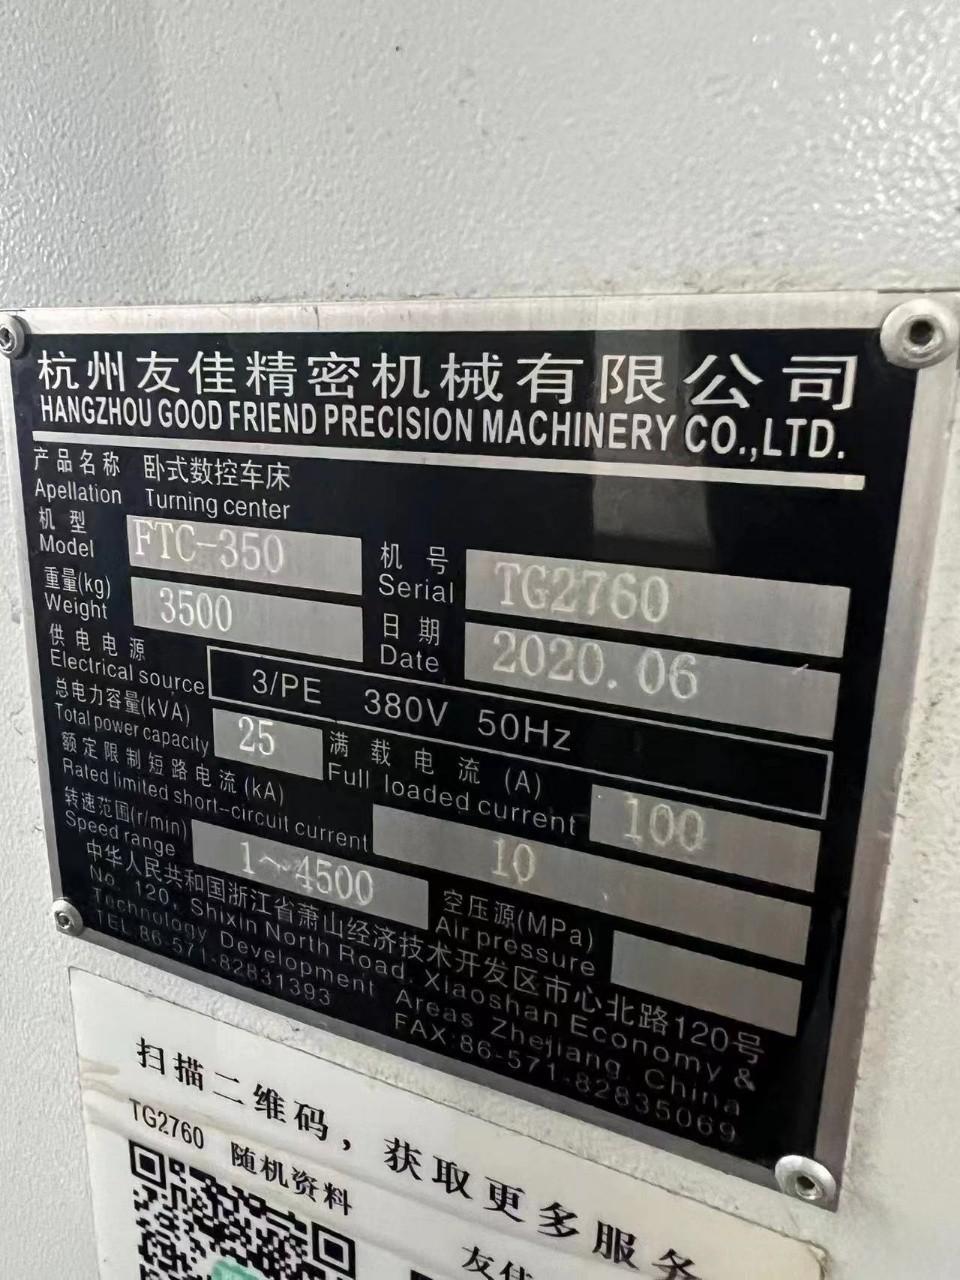 杭州友佳精密机械有限公司
HANGZHOU GOOD FRIEND PRECISION MACHINERY CO.,LTD.
产品名称 卧式数控车床
Apellation Turning center
机型 FTC-350 机号 TG2760
Model Serial
重量(kg) 3500 日期 2020.06
Weight Date
供电电源 3/PE 380V 50Hz
Electrical source
总电力容量(kVA) 25 满载电流(A) 100
Total power capacity Full loaded current
额定限制短路电流(kA) 10
Rated limited short-circuit current
转速范围(r/min) 1~4500 空压源(MPa)
Speed range Air pressure
中华人民共和国浙江省萧山经济技术开发区市心北路120号
No. 120, Shixin North Road, Xiaoshan Economy &
Technology Development Areas Zhejiang, China
TEL:86-571-82831393 FAX:86-571-82835069
扫描二维码，获取更多服务
TG2760 随机资料
友佳